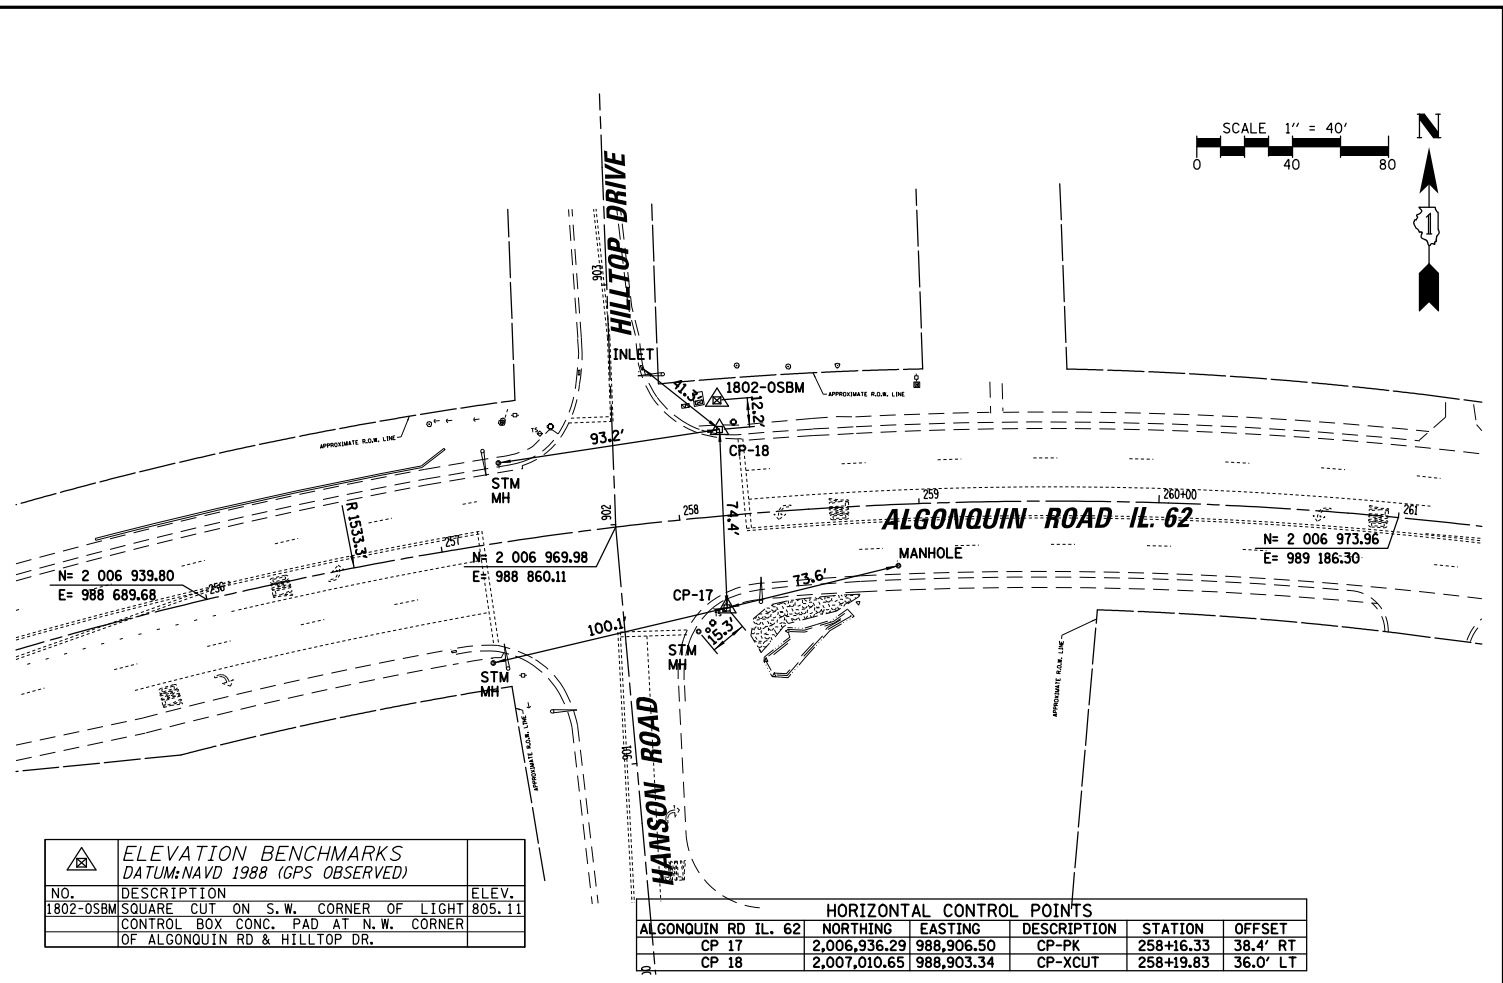 SCALE 1'' = 40'
0 40 80
N
1
HILLTOP DRIVE
903
INLET
41.3'
1802-0SBM
12.2'
APPROXIMATE R.O.W. LINE
APPROXIMATE R.O.W. LINE
TS
93.2'
CP-18
STM
MH
R 1533.3'
902
258
259
260+00
261
74.4'
ALGONQUIN ROAD IL. 62
257
N= 2 006 969.98
E= 988 860.11
MANHOLE
N= 2 006 973.96
E= 989 186.30
N= 2 006 939.80
E= 988 689.68
256
73.6'
CP-17
TS
100.1'
15.3'
STM
MH
STM
MH
APPROXIMATE R.O.W. LINE
APPROXIMATE R.O.W. LINE
901
HANSON ROAD
ELEVATION BENCHMARKS
DATUM:NAVD 1988 (GPS OBSERVED)
NO. DESCRIPTION ELEV.
1802-0SBM SQUARE CUT ON S.W. CORNER OF LIGHT 805.11
CONTROL BOX CONC. PAD AT N.W. CORNER
OF ALGONQUIN RD & HILLTOP DR.
HORIZONTAL CONTROL POINTS
ALGONQUIN RD IL. 62 NORTHING EASTING DESCRIPTION STATION OFFSET
CP 17 2,006,936.29 988,906.50 CP-PK 258+16.33 38.4' RT
CP 18 2,007,010.65 988,903.34 CP-XCUT 258+19.83 36.0' LT